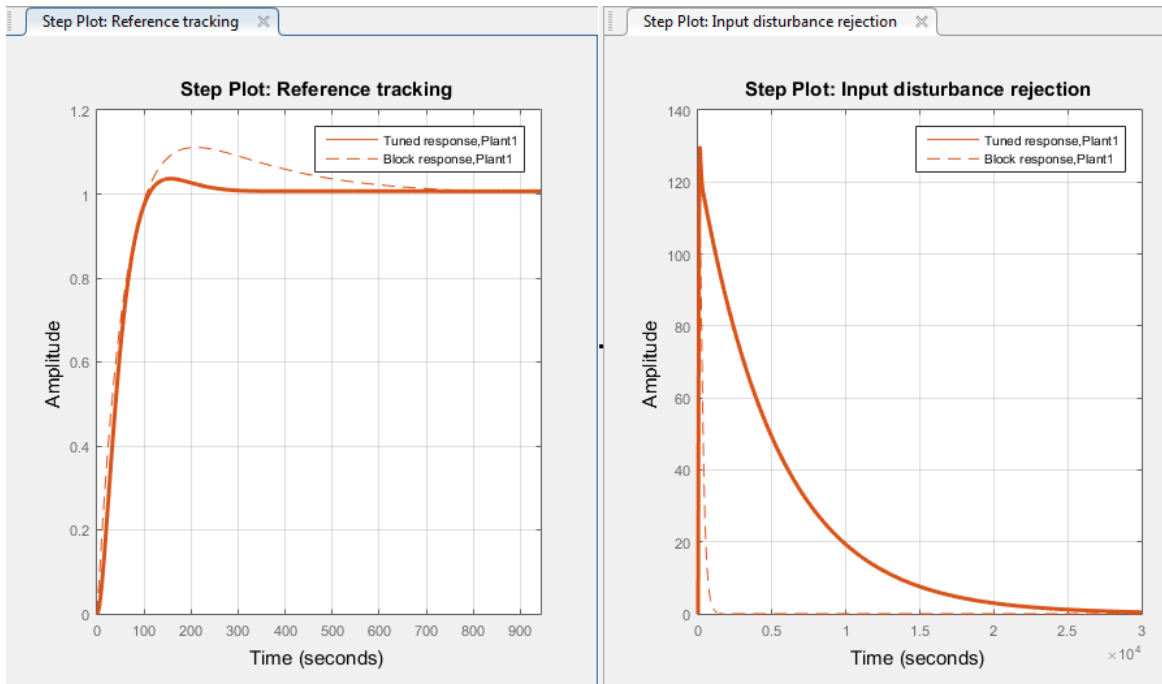 Step Plot: Reference tracking
Step Plot: Input disturbance rejection
Step Plot: Reference tracking
Tuned response,Plant1
Block response,Plant1
1.2
1
0.8
0.6
0.4
0.2
0
Amplitude
0 100 200 300 400 500 600 700 800 900
Time (seconds)
Step Plot: Input disturbance rejection
Tuned response,Plant1
Block response,Plant1
140
120
100
80
60
40
20
0
Amplitude
0 0.5 1 1.5 2 2.5 3
×10⁴
Time (seconds)